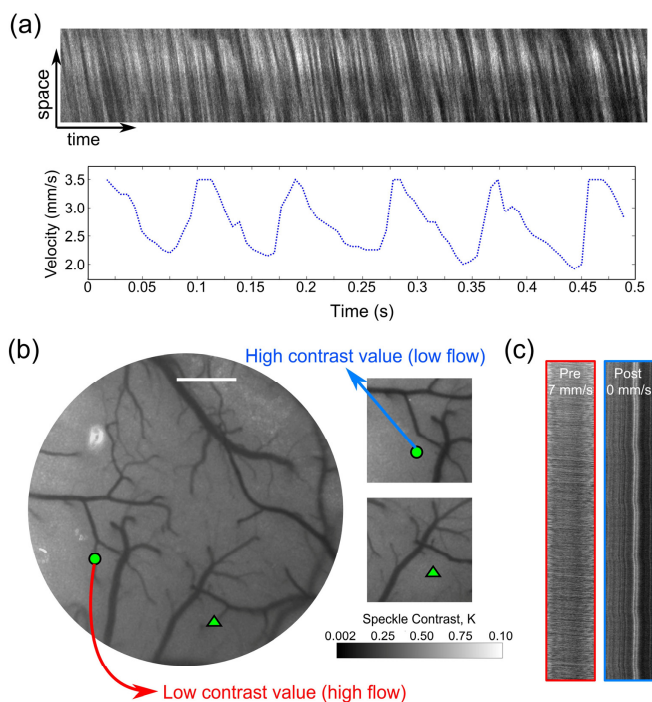 (a)
space
time
Velocity (mm/s)
3.5
3.0
2.5
2.0
0 0.05 0.1 0.15 0.2 0.25 0.3 0.35 0.4 0.45 0.5
Time (s)
(b)
High contrast value (low flow)
Low contrast value (high flow)
Speckle Contrast, K
0.002 0.25 0.50 0.75 0.10
(c)
Pre
7 mm/s
Post
0 mm/s